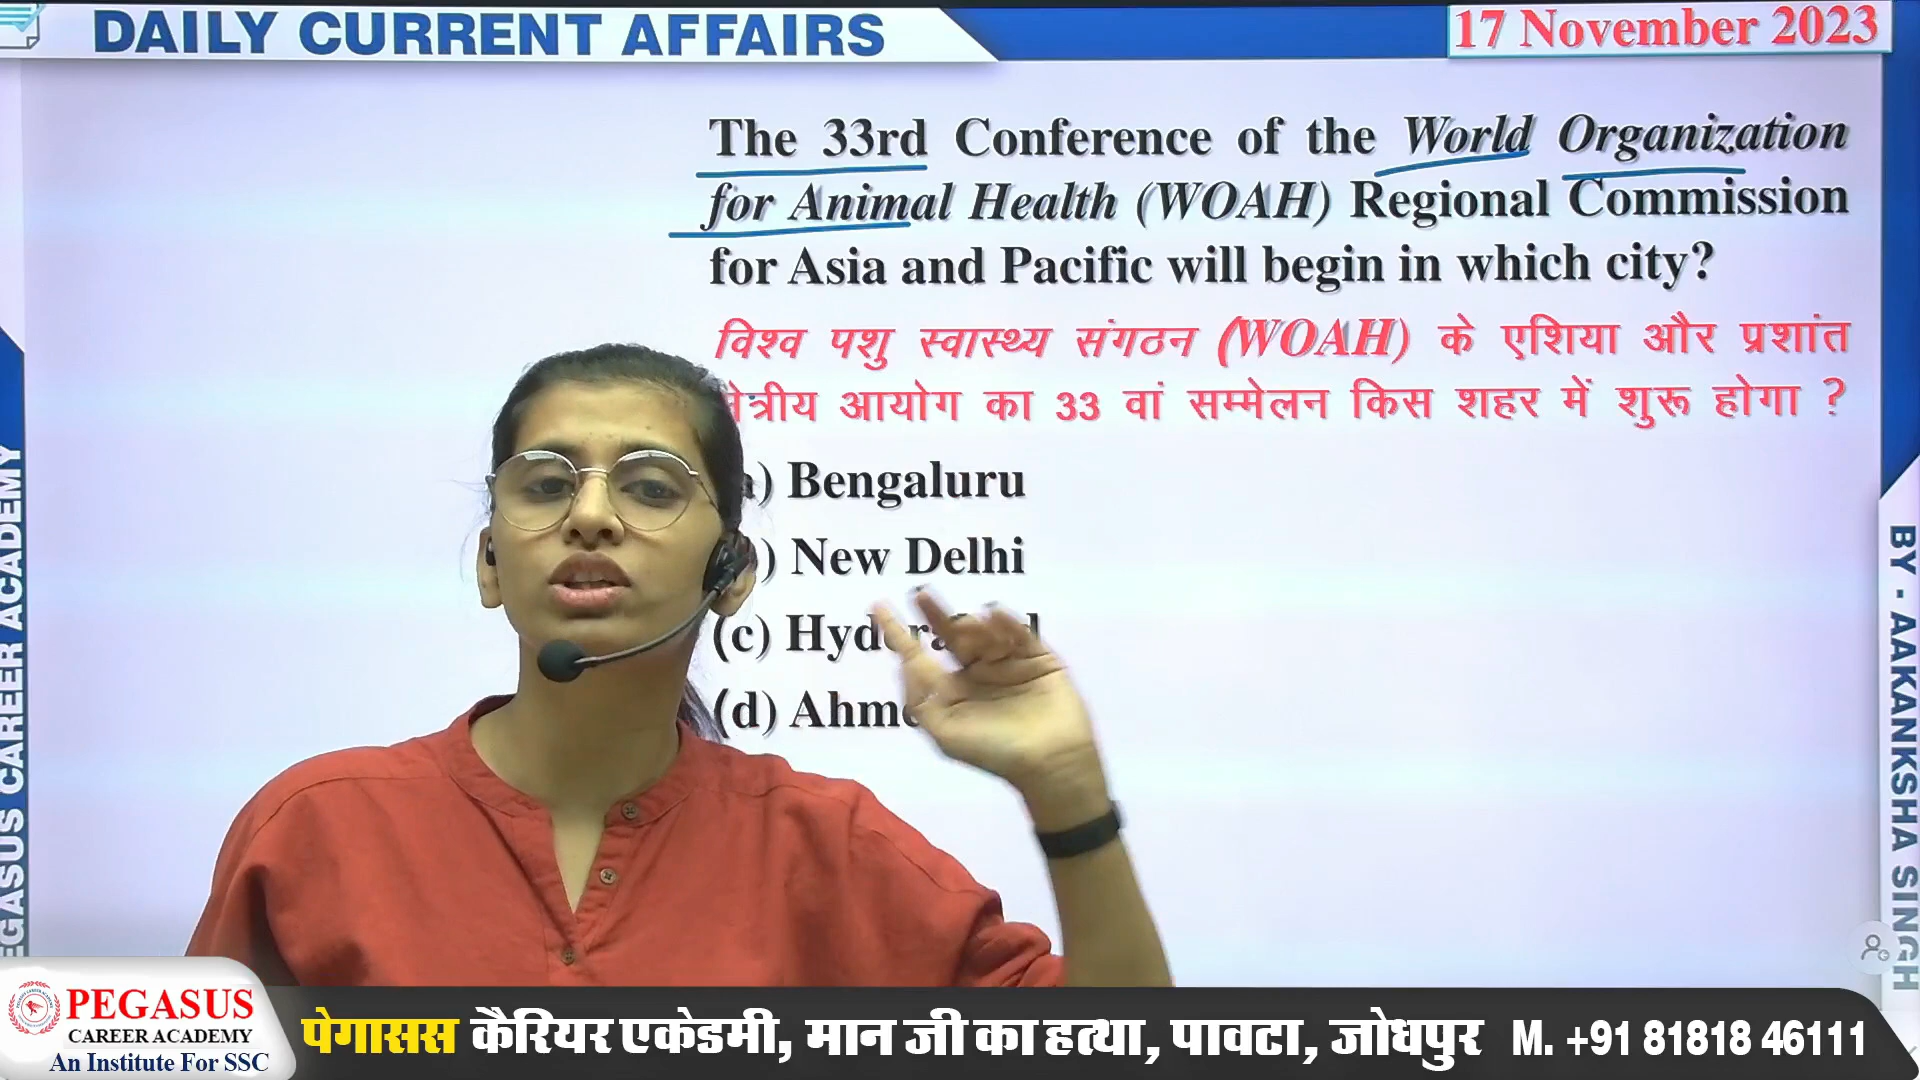 DAILY CURRENT AFFAIRS
17 November 2023
The 33rd Conference of the World Organization
for Animal Health (WOAH) Regional Commission
for Asia and Pacific will begin in which city?
विश्व पशु स्वास्थ्य संगठन (WOAH) के एशिया और प्रशांत
आयोग का 33 वां सम्मेलन किस शहर में शुरू होगा ?
Bengaluru
New Delhi
(c)
(d)
CAREER ACADEMY
BY - AAKANKSHA SINGH
PEGASUS
CAREER ACADEMY
An Institute For SSC
पेगासस कैरियर एकेडमी, मान जी का हत्था, पावटा, जोधपुर M. +91 81818 46111